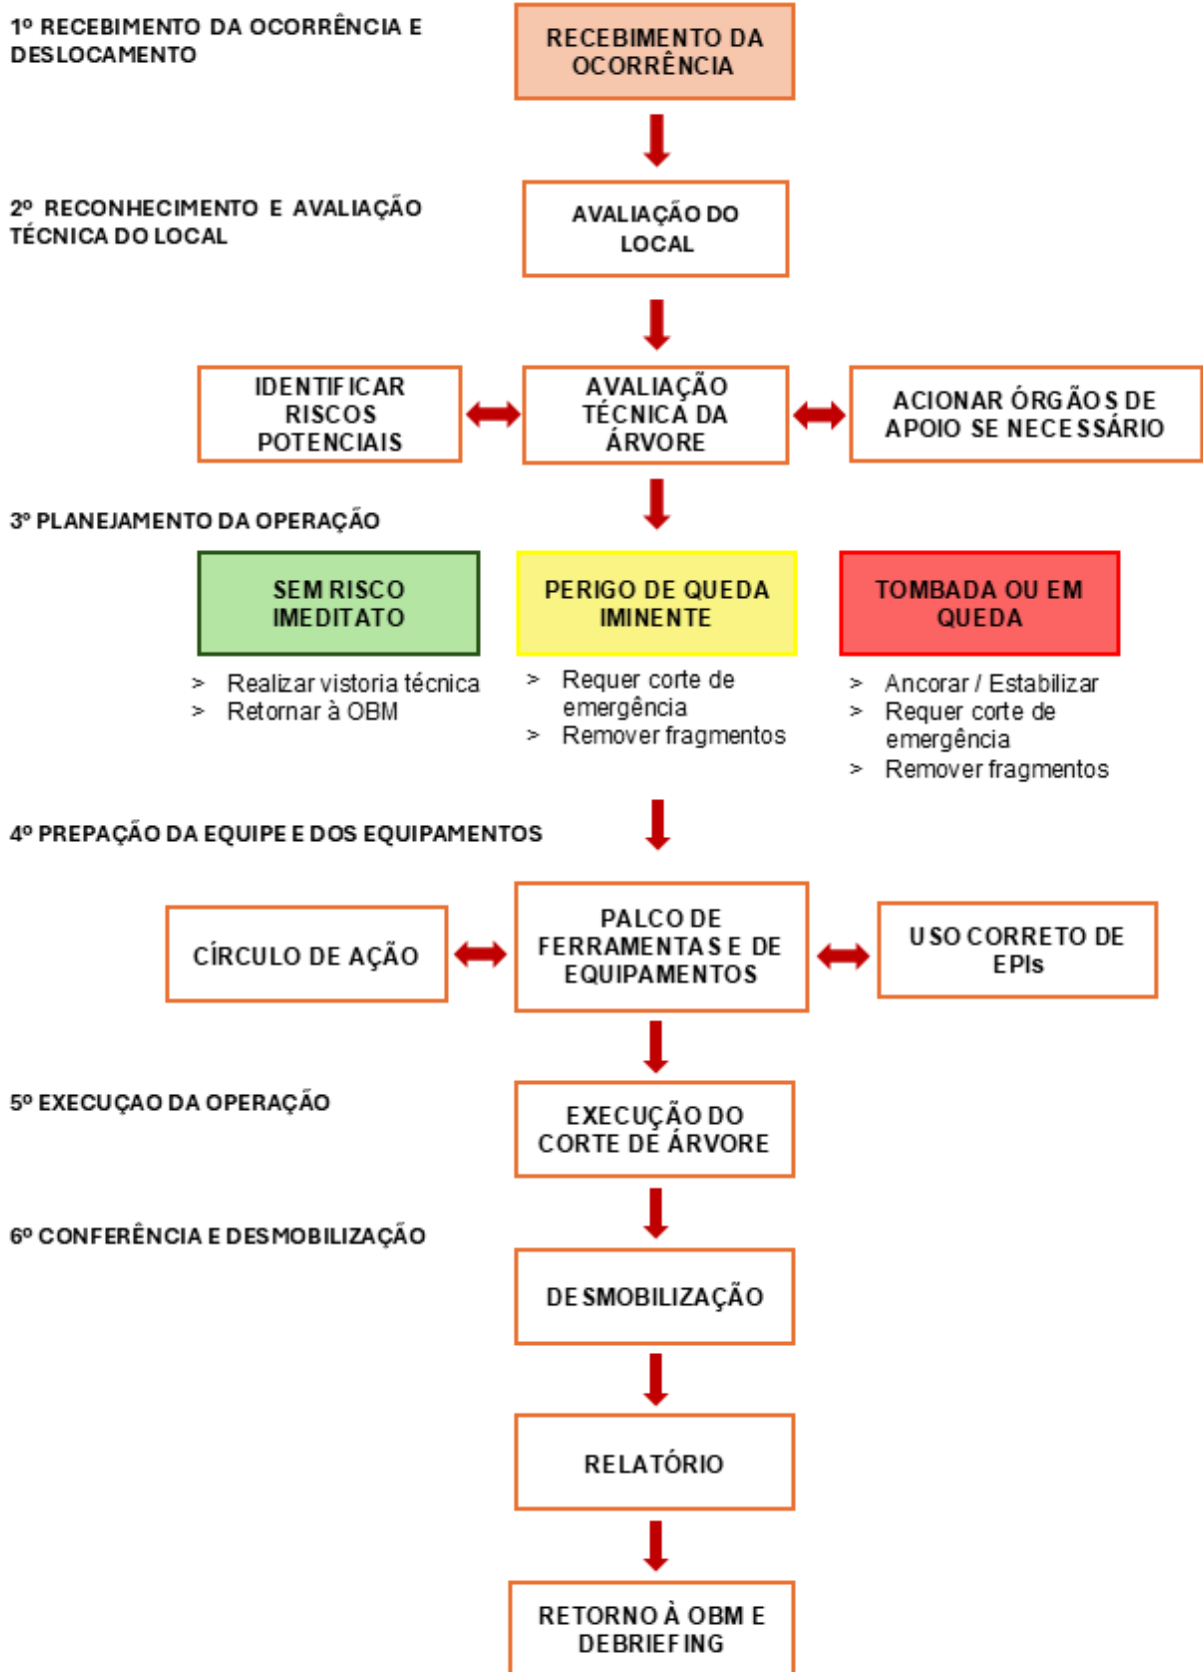 1º RECEBIMENTO DA OCORRÊNCIA E
DESLOCAMENTO
RECEBIMENTO DA
OCORRÊNCIA
2º RECONHECIMENTO E AVALIAÇÃO
TÉCNICA DO LOCAL
AVALIAÇÃO DO
LOCAL
IDENTIFICAR
RISCOS
POTENCIAIS
AVALIAÇÃO
TÉCNICA DA
ÁRVORE
ACIONAR ÓRGÃOS DE
APOIO SE NECESSÁRIO
3º PLANEJAMENTO DA OPERAÇÃO
SEM RISCO
IMEDITATO
> Realizar vistoria técnica
> Retornar à OBM
PERIGO DE QUEDA
IMINENTE
> Requer corte de
emergência
> Remover fragmentos
TOMBADA OU EM
QUEDA
> Ancorar / Estabilizar
> Requer corte de
emergência
> Remover fragmentos
4º PREPAÇÃO DA EQUIPE E DOS EQUIPAMENTOS
CÍRCULO DE AÇÃO
PALCO DE
FERRAMENTAS E DE
EQUIPAMENTOS
USO CORRETO DE
EPIs
5º EXECUÇAO DA OPERAÇÃO
EXECUÇÃO DO
CORTE DE ÁRVORE
6º CONFERÊNCIA E DESMOBILIZAÇÃO
DESMOBILIZAÇÃO
RELATÓRIO
RETORNO À OBM E
DEBRIEFING